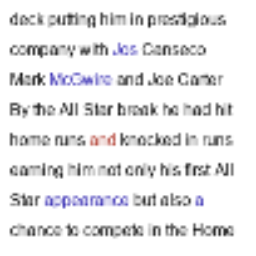 deck putting him in prestigious
company with Jos Canseco
Mark McGwire and Joe Carter
By the All Star break he had hit
home runs and knocked in runs
earning him not only his first All
Star appearance but also a
chance to compete in the Home